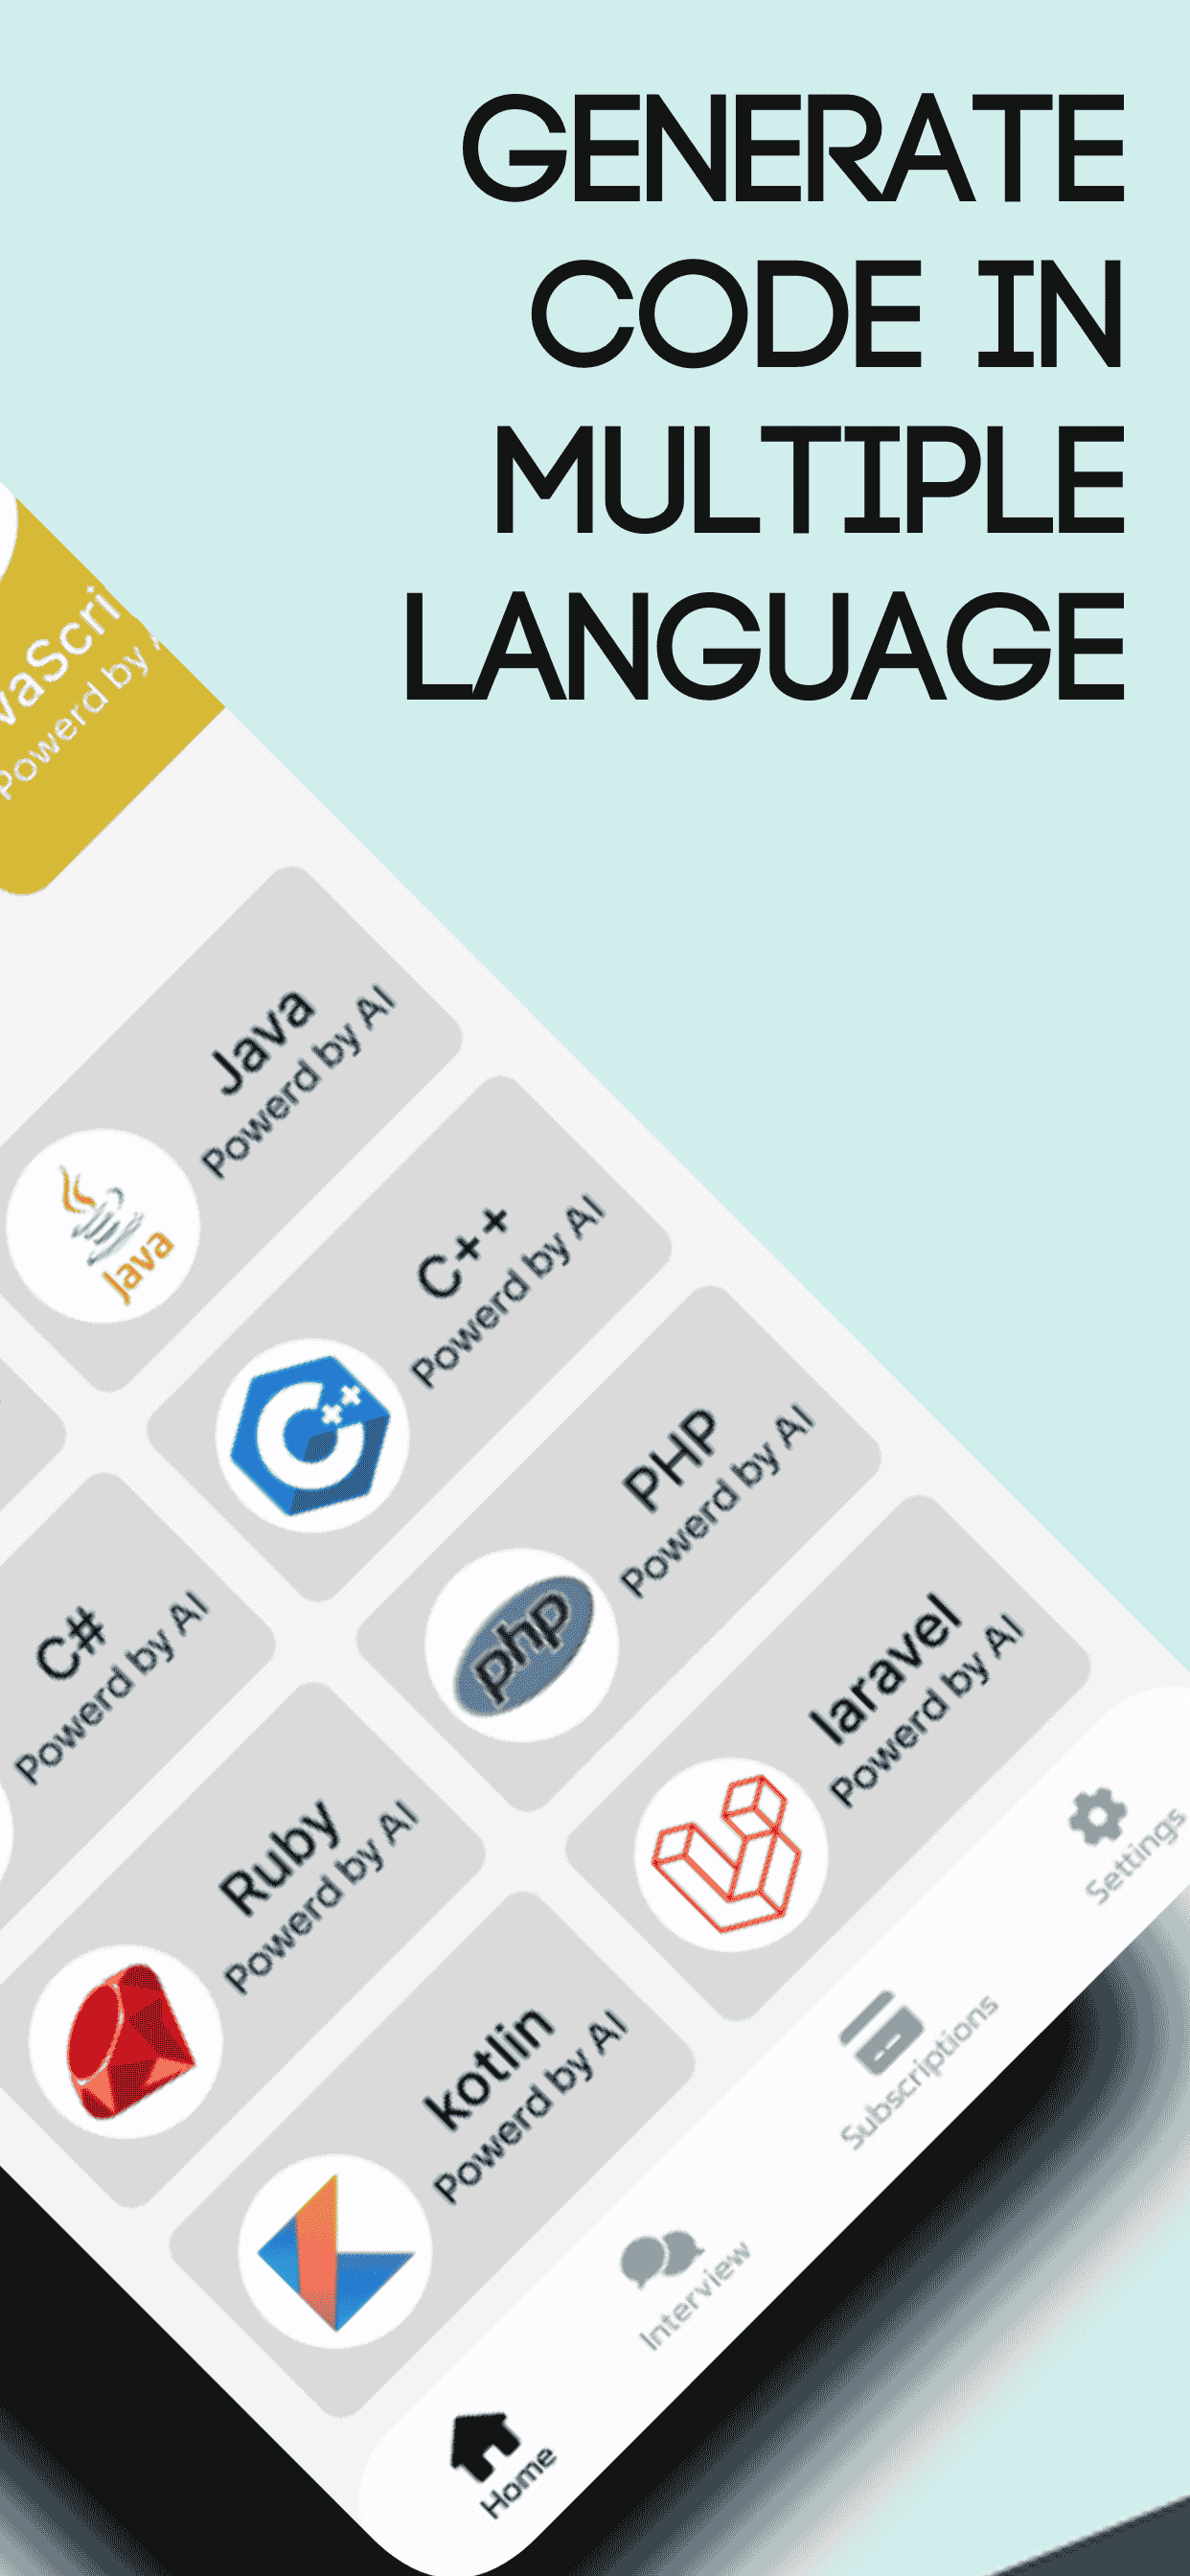 GENERATE
CODE IN
MULTIPLE
LANGUAGE
vaScri
Powerd by
Java
Powerd by AI
Java
C++
Powerd by AI
C++
PHP
Powerd by AI
php
laravel
Powerd by AI
C#
Powerd by AI
Ruby
Powerd by AI
kotlin
Powerd by AI
Home
Interview
Subscriptions
Settings